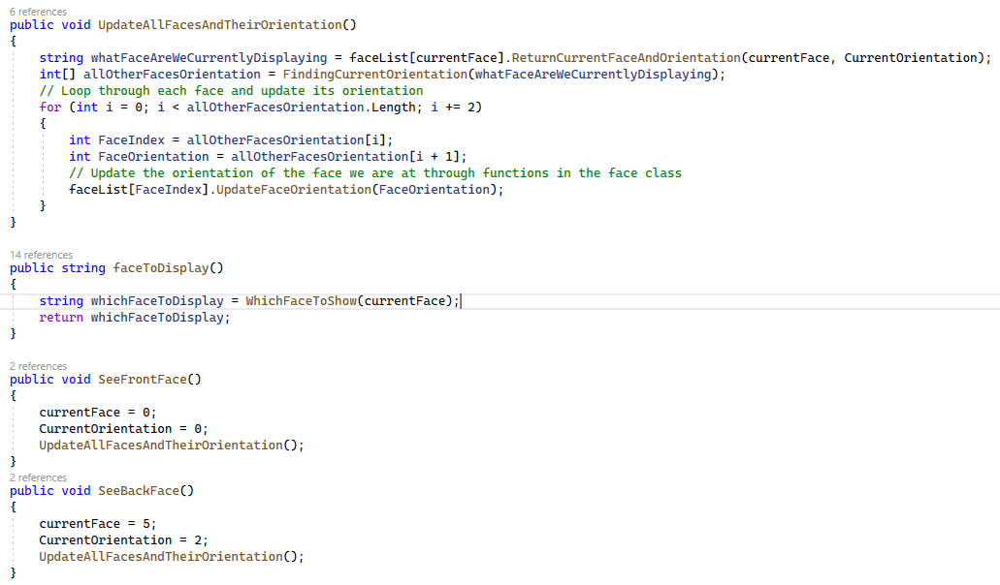 6 references
public void UpdateAllFacesAndTheirOrientation()
{
    string whatFaceAreWeCurrentlyDisplaying = faceList[currentFace].ReturnCurrentFaceAndOrientation(currentFace, CurrentOrientation);
    int[] allOtherFacesOrientation = FindingCurrentOrientation(whatFaceAreWeCurrentlyDisplaying);
    // Loop through each face and update its orientation
    for (int i = 0; i < allOtherFacesOrientation.Length; i += 2)
    {
        int FaceIndex = allOtherFacesOrientation[i];
        int FaceOrientation = allOtherFacesOrientation[i + 1];
        // Update the orientation of the face we are at through functions in the face class
        faceList[FaceIndex].UpdateFaceOrientation(FaceOrientation);
    }
}
14 references
public string faceToDisplay()
{
    string whichFaceToDisplay = WhichFaceToShow(currentFace);
    return whichFaceToDisplay;
}
2 references
public void SeeFrontFace()
{
    currentFace = 0;
    CurrentOrientation = 0;
    UpdateAllFacesAndTheirOrientation();
}
2 references
public void SeeBackFace()
{
    currentFace = 5;
    CurrentOrientation = 2;
    UpdateAllFacesAndTheirOrientation();
}